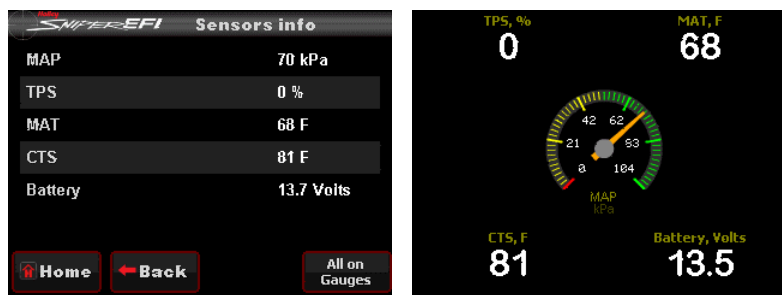 Holley
SNIPER EFI Sensors info
MAP 70 kPa
TPS 0 %
MAT 68 F
CTS 81 F
Battery 13.7 Volts
Home Back All on
Gauges
TPS, % MAT, F
0 68
42 62
21 83
0 104
MAP
kPa
CTS, F Battery, Volts
81 13.5